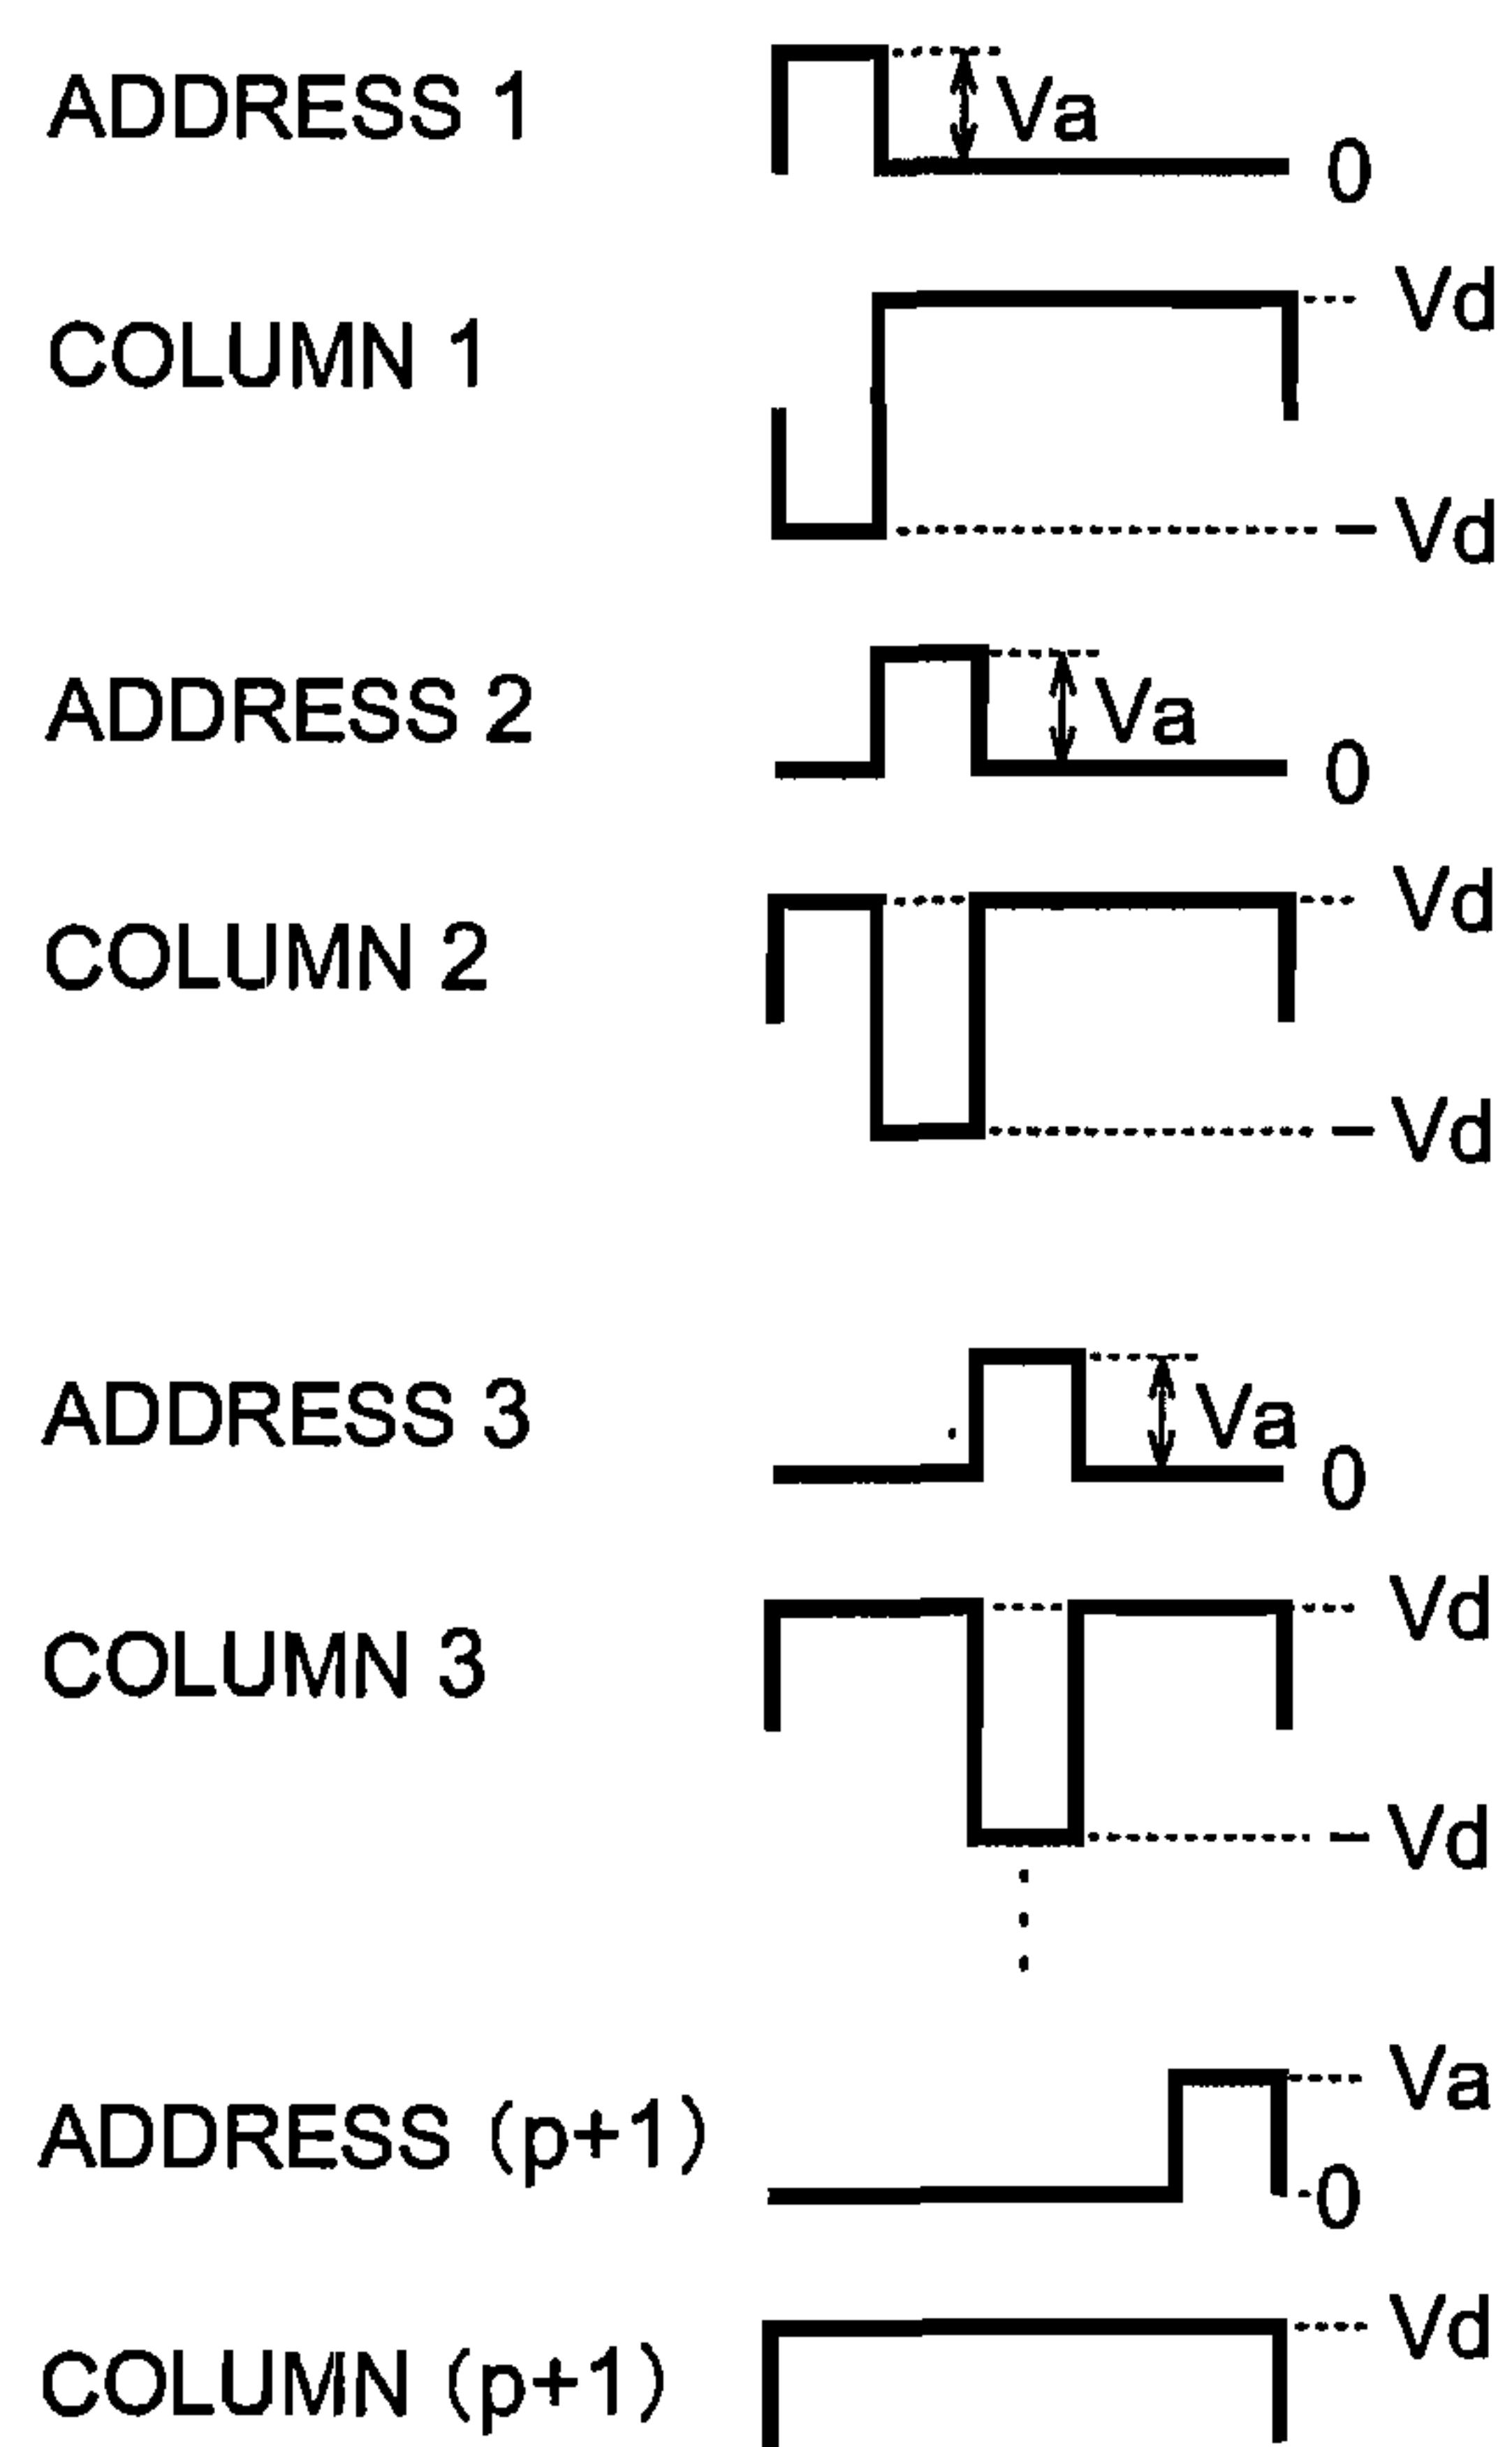 ADDRESS 1
Va
0
Vd
COLUMN 1
– Vd
ADDRESS 2
Va
0
Vd
COLUMN 2
– Vd
ADDRESS 3
Va
0
Vd
COLUMN 3
– Vd
Va
ADDRESS (p+1)
0
Vd
COLUMN (p+1)